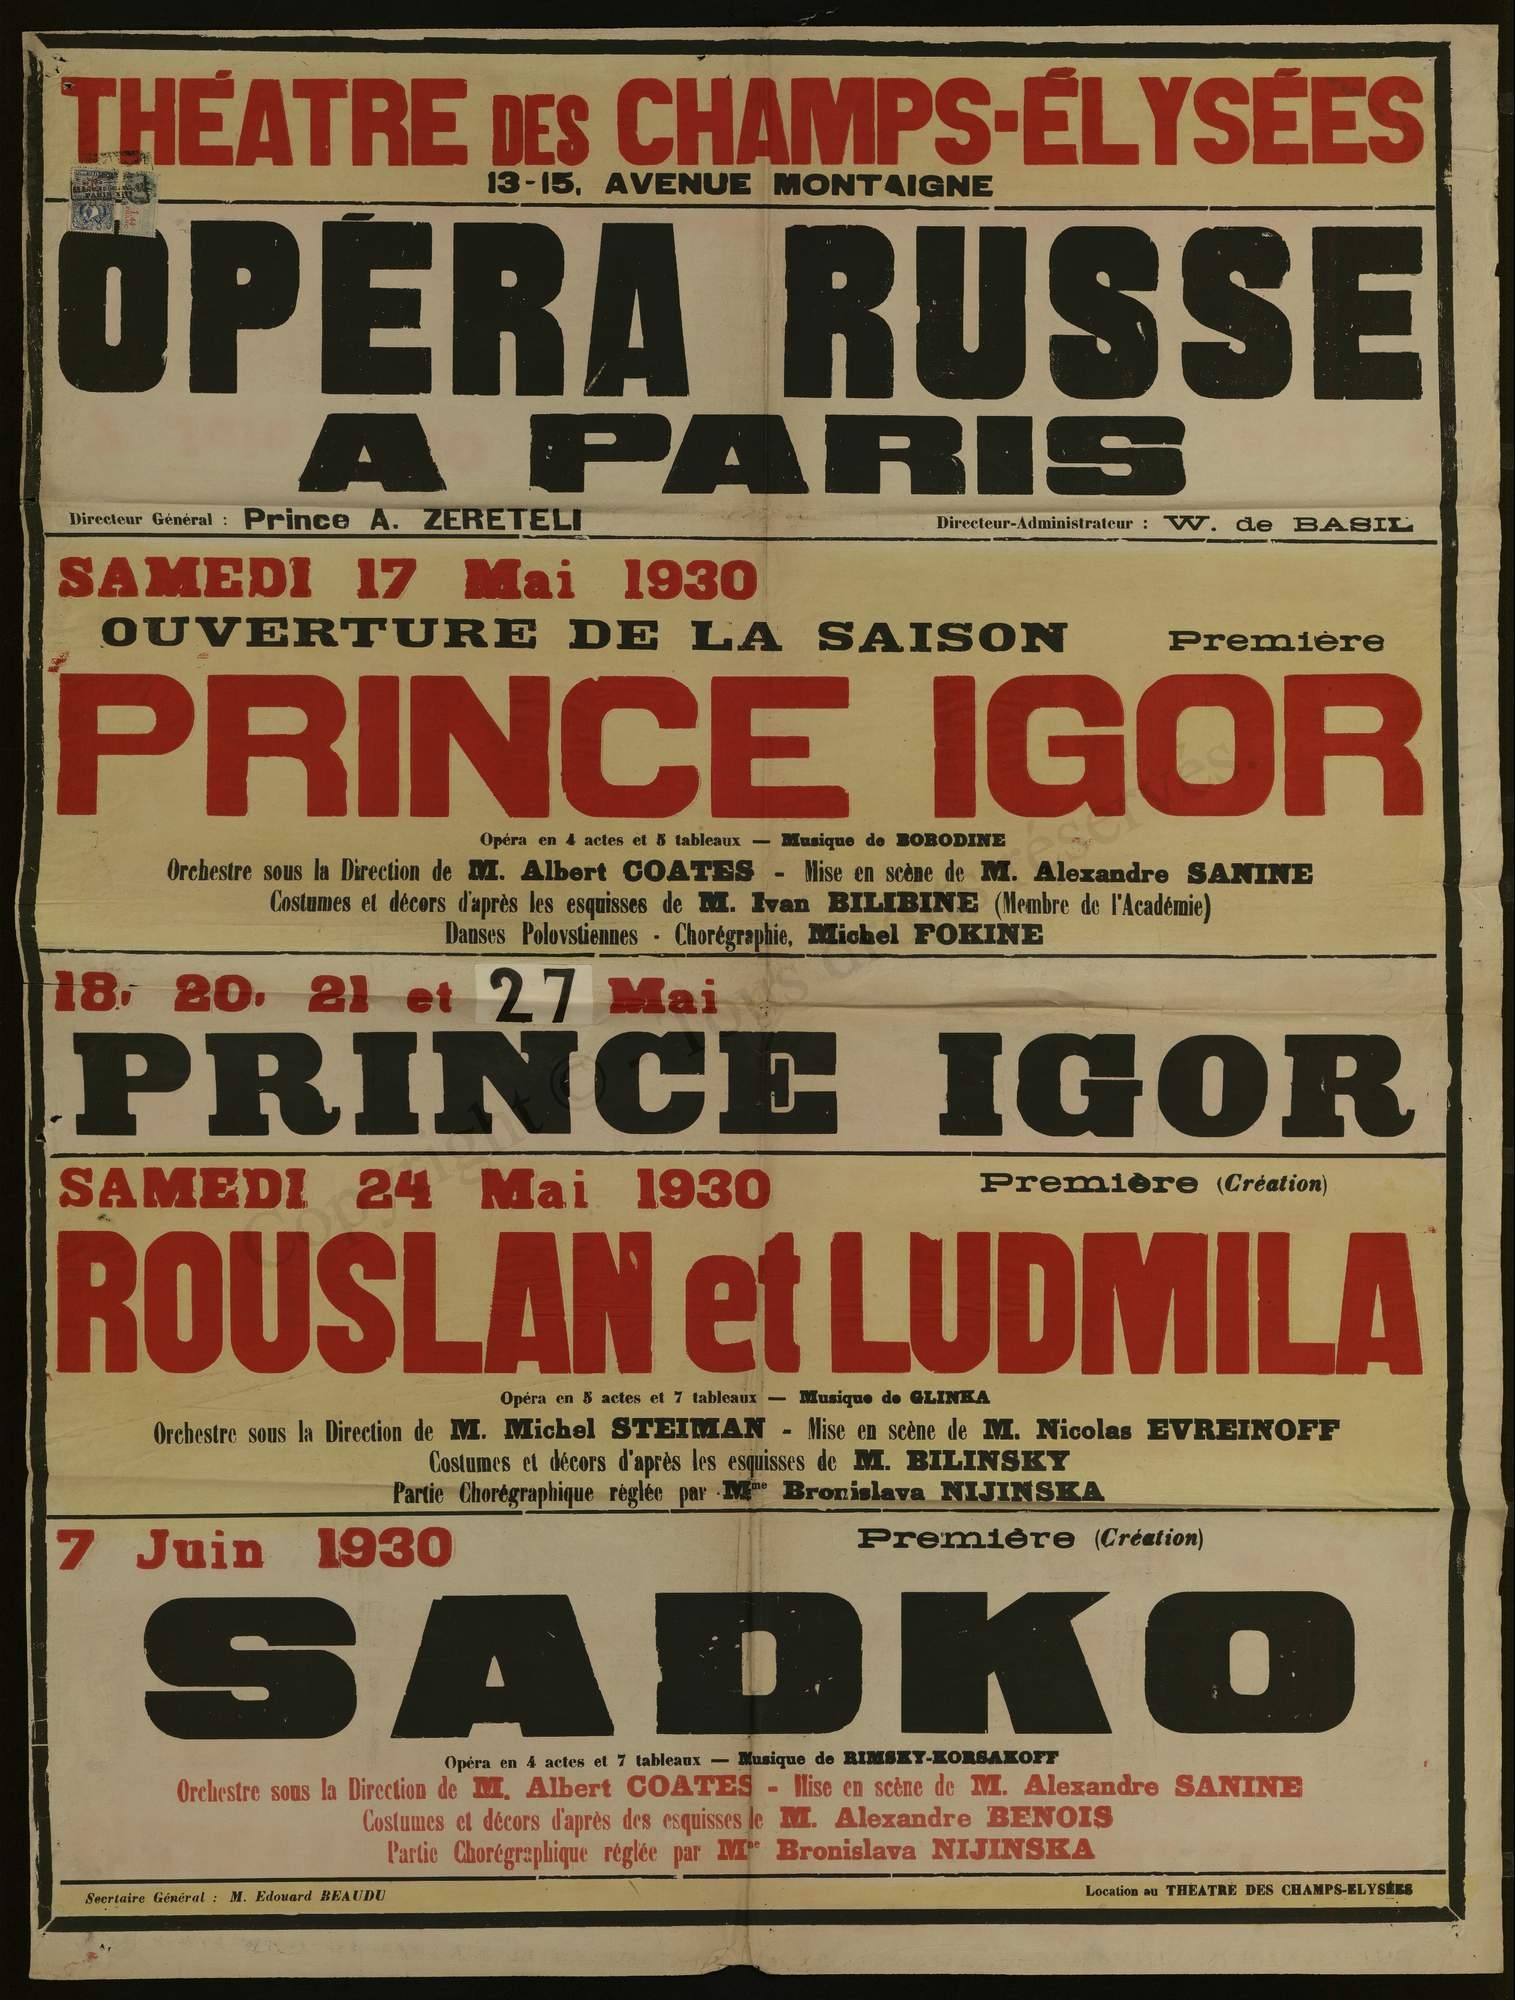 THÉATRE DES CHAMPS-ÉLYSÉES
13-15, AVENUE MONTAIGNE
OPÉRA RUSSE
A PARIS
Directeur Général : Prince A. ZERETELI
Directeur-Administrateur : W. de BASIL
SAMEDI 17 Mai 1930
OUVERTURE DE LA SAISON Première
PRINCE IGOR
Opéra en 4 actes et 5 tableaux — Musique de BORODINE
Orchestre sous la Direction de M. Albert COATES - Mise en scène de M. Alexandre SANINE
Costumes et décors d'après les esquisses de M. Ivan BILIBINE (Membre de l'Académie)
Danses Polovstiennes - Chorégraphie, Michel FOKINE
18, 20, 21 et 27 Mai
PRINCE IGOR
SAMEDI 24 Mai 1930 Première (Création)
ROUSLAN et LUDMILA
Opéra en 5 actes et 7 tableaux — Musique de GLINKA
Orchestre sous la Direction de M. Michel STEIMAN - Mise en scène de M. Nicolas EVREINOFF
Costumes et décors d'après les esquisses de M. BILINSKY
Partie Chorégraphique règlée par Mme Bronislava NIJINSKA
7 Juin 1930 Première (Création)
SADKO
Opéra en 4 actes et 7 tableaux — Musique de RIMSKY-KORSAKOFF
Orchestre sous la Direction de M. Albert COATES - Mise en scène de M. Alexandre SANINE
Costumes et décors d'après des esquisses de M. Alexandre BENOIS
Partie Chorégraphique réglée par Mme Bronislava NIJINSKA
Secrtaire Général : M. Edouard BEAUDU
Location au THEATRE DES CHAMPS-ELYSÉES
Copyright © - Tous droits réservés.